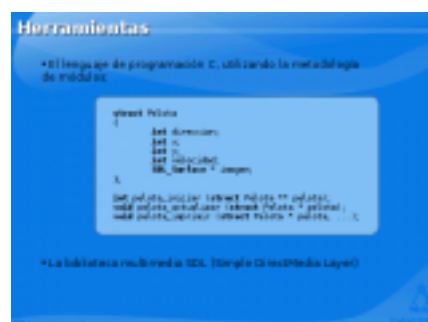 Herramientas
•El lenguaje de programación C, utilizando la metodología
de módulos:
struct Pelota
{
int direccion;
int x;
int y;
int velocidad;
SDL_Surface * imagen;
};
int pelota_iniciar (struct Pelota ** pelota);
void pelota_actualizar (struct Pelota * pelota);
void pelota_imprimir (struct Pelota * pelota, ...);
•La biblioteca multimedia SDL (Simple DirectMedia Layer)